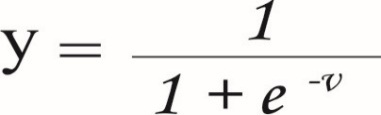 y = 1 / (1 + e^-v)